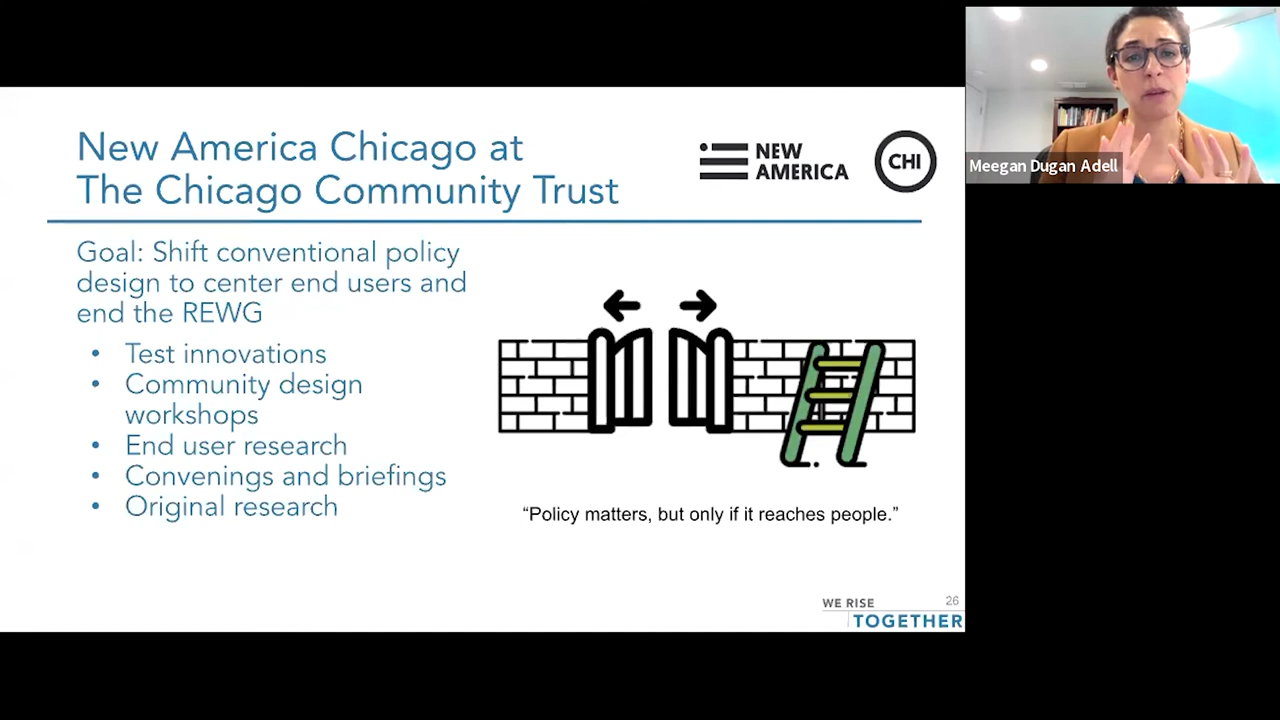 New America Chicago at
The Chicago Community Trust
NEW
AMERICA
CHI
Meegan Dugan Adell
Goal: Shift conventional policy
design to center end users and
end the REWG
• Test innovations
• Community design
workshops
• End user research
• Convenings and briefings
• Original research
“Policy matters, but only if it reaches people.”
WE RISE
TOGETHER
26